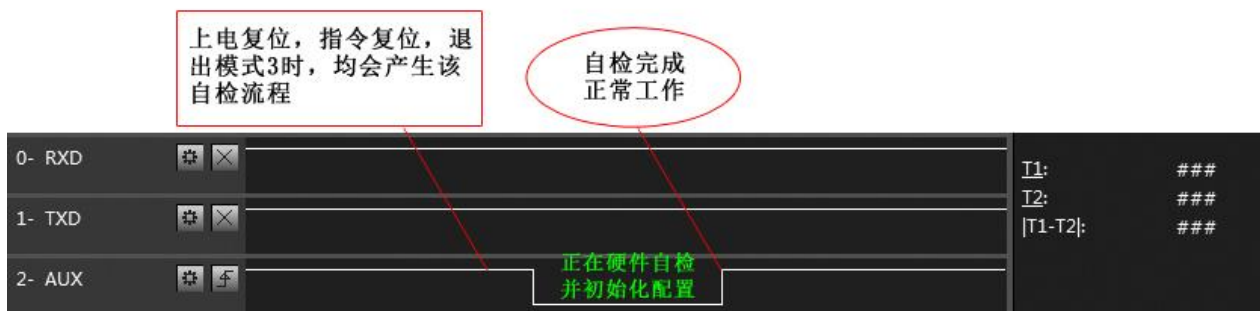 上电复位，指令复位，退
出模式3时，均会产生该
自检流程
自检完成
正常工作
0- RXD
T1: ###
T2: ###
1- TXD
|T1-T2|: ###
2- AUX
正在硬件自检
并初始化配置